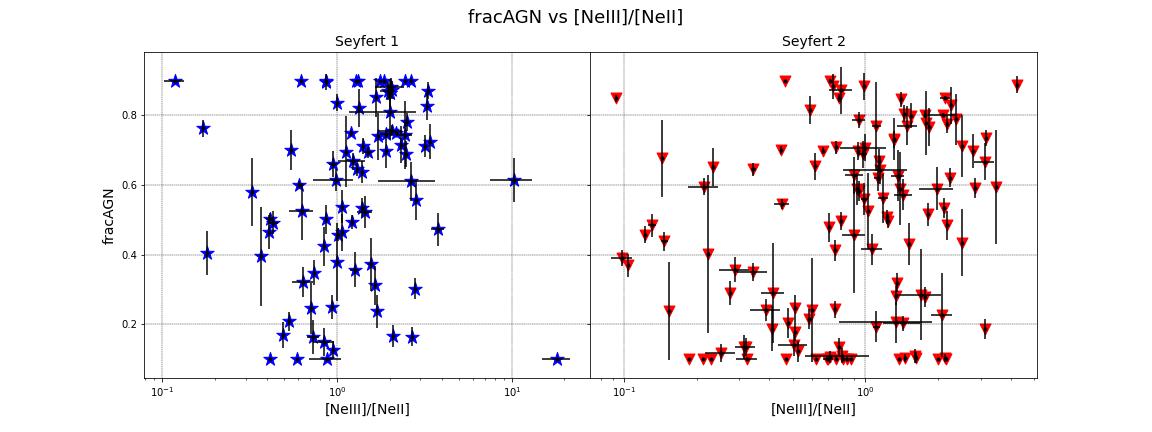 fracAGN vs [NeIII]/[NeII]
Seyfert 1
Seyfert 2
fracAGN
0.8
0.6
0.4
0.2
10⁻¹
10⁰
10¹
10⁻¹
10⁰
[NeIII]/[NeII]
[NeIII]/[NeII]